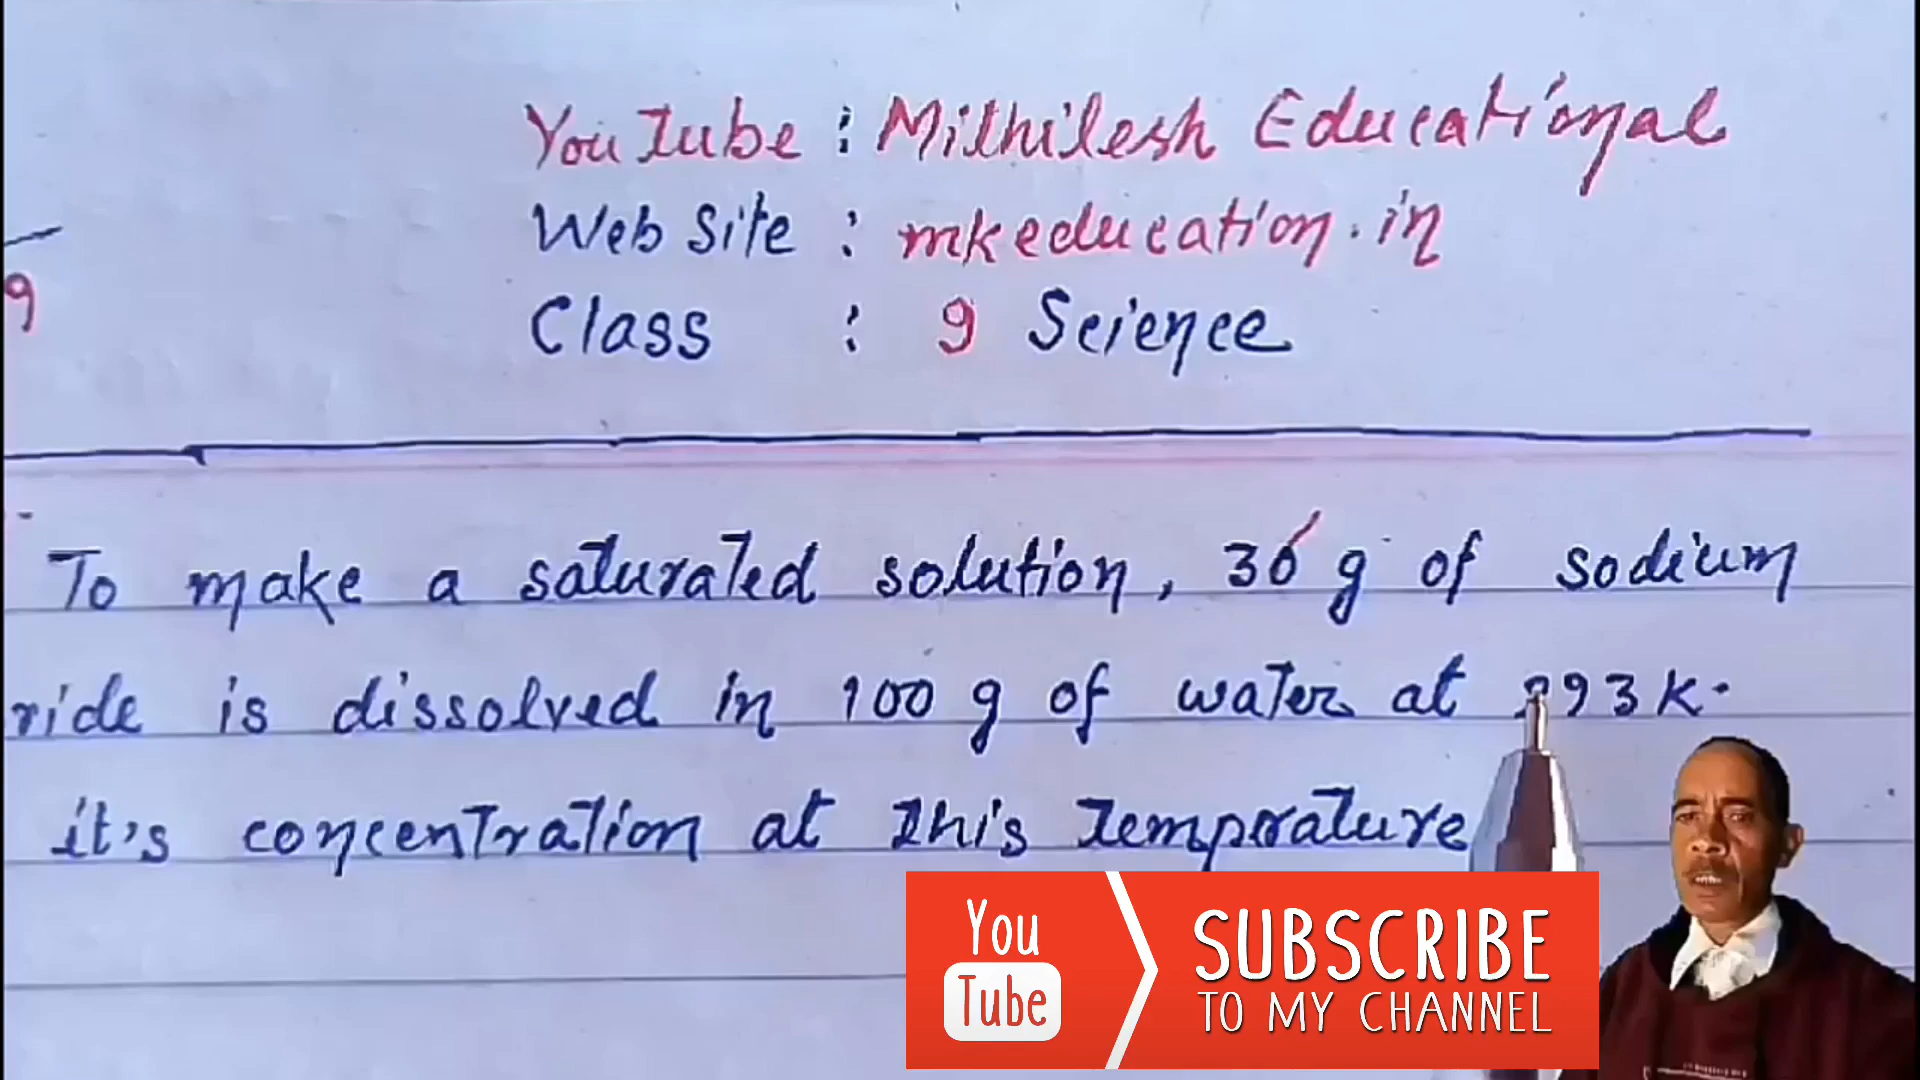 YouTube : Mithilesh Educational
Web Site : mkeducation.in
Class : 9 Science
9
To make a saturated solution, 36 g of sodium
ride is dissolved in 100 g of water at 293 K.
it's concentration at this temperature
You
Tube
SUBSCRIBE
TO MY CHANNEL